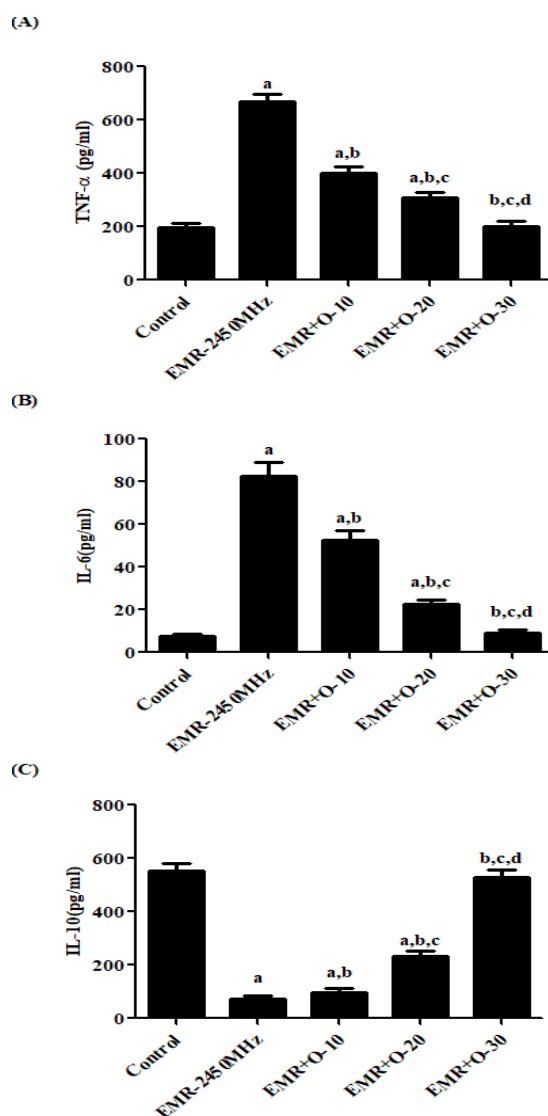 (A)
TNF-α (pg/ml)
800
600
400
200
0
a
a,b
a,b,c
b,c,d
Control
EMR-2450MHz
EMR+O-10
EMR+O-20
EMR+O-30
(B)
IL-6(pg/ml)
100
80
60
40
20
0
a
a,b
a,b,c
b,c,d
Control
EMR-2450MHz
EMR+O-10
EMR+O-20
EMR+O-30
(C)
IL-10(pg/ml)
800
600
400
200
0
a
a,b
a,b,c
b,c,d
Control
EMR-2450MHz
EMR+O-10
EMR+O-20
EMR+O-30